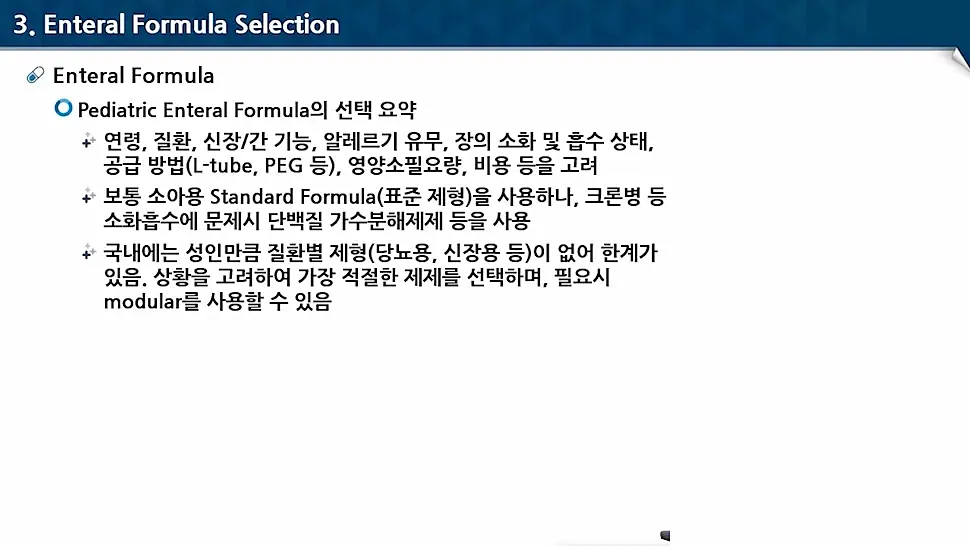 3. Enteral Formula Selection
Enteral Formula
Pediatric Enteral Formula의 선택 요약
연령, 질환, 신장/간 기능, 알레르기 유무, 장의 소화 및 흡수 상태,
공급 방법(L-tube, PEG 등), 영양소필요량, 비용 등을 고려
보통 소아용 Standard Formula(표준 제형)을 사용하나, 크론병 등
소화흡수에 문제시 단백질 가수분해제제 등을 사용
국내에는 성인만큼 질환별 제형(당뇨용, 신장용 등)이 없어 한계가
있음. 상황을 고려하여 가장 적절한 제제를 선택하며, 필요시
modular를 사용할 수 있음